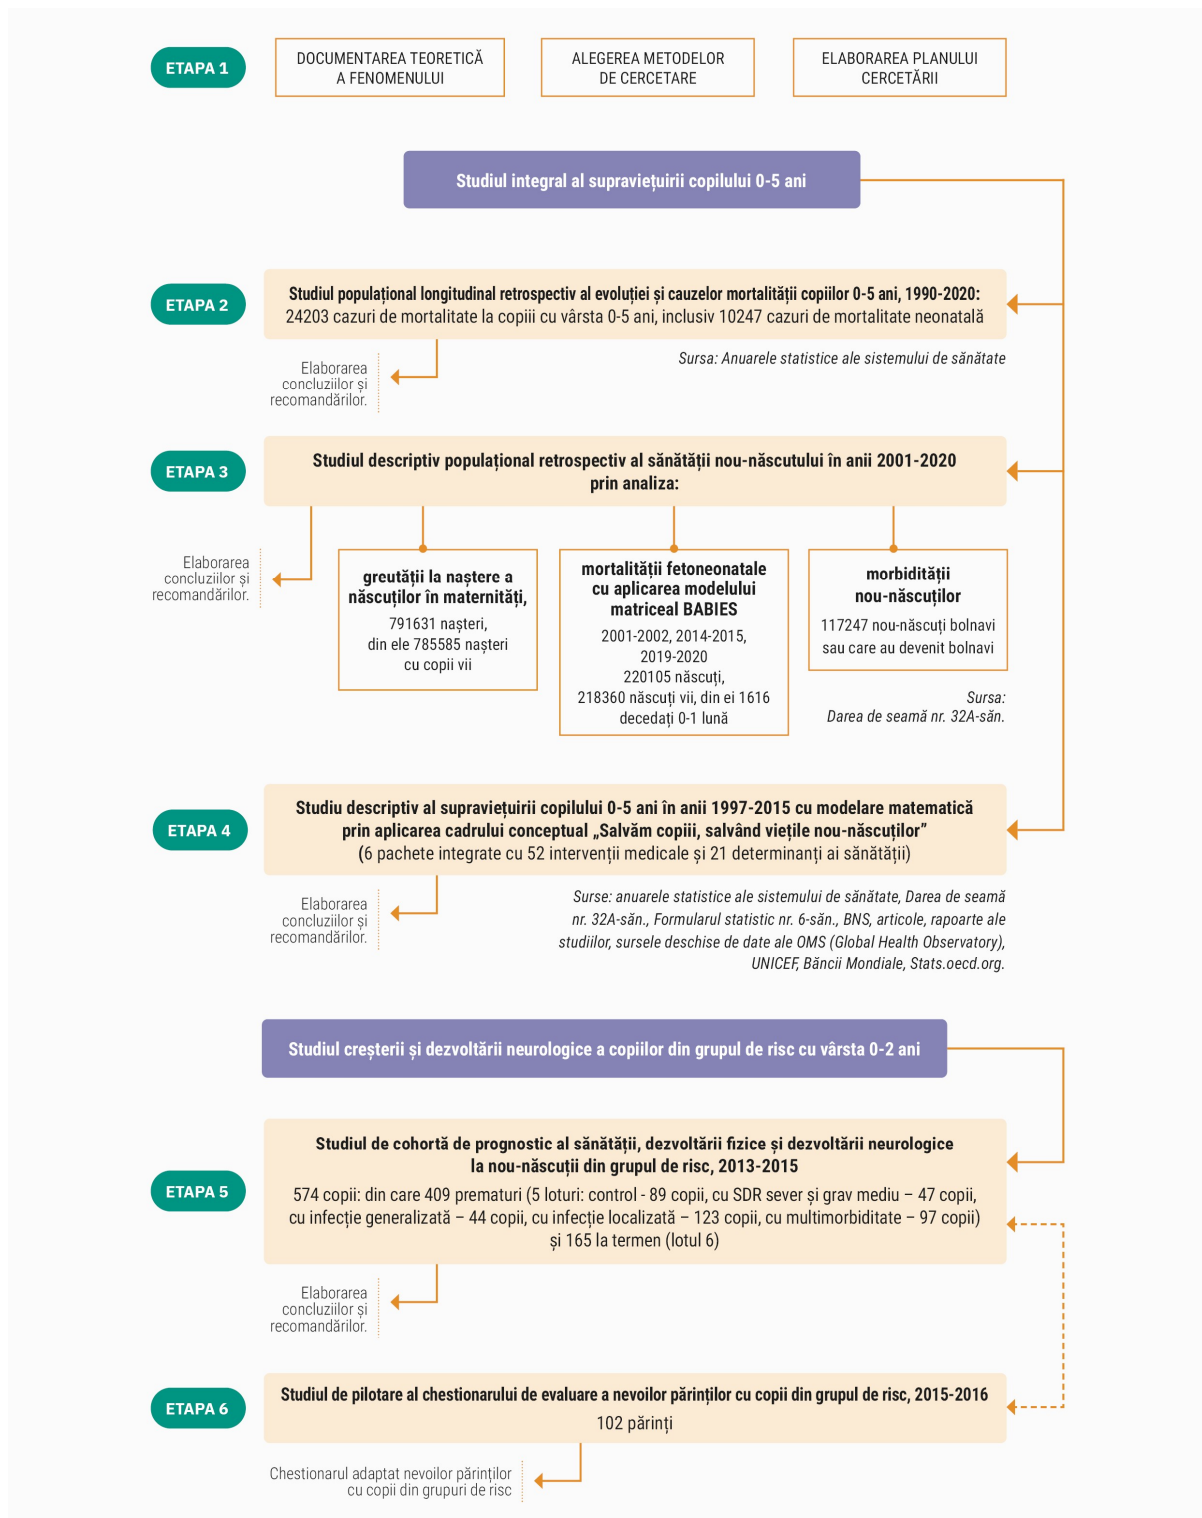 ETAPA 1
DOCUMENTAREA TEORETICĂ
A FENOMENULUI
ALEGEREA METODELOR
DE CERCETARE
ELABORAREA PLANULUI
CERCETĂRII
Studiul integral al supraviețuirii copilului 0-5 ani
ETAPA 2
Studiul populațional longitudinal retrospectiv al evoluției și cauzelor mortalității copiilor 0-5 ani, 1990-2020:
24203 cazuri de mortalitate la copiii cu vârsta 0-5 ani, inclusiv 10247 cazuri de mortalitate neonatală
Elaborarea
concluziilor și
recomandărilor.
Sursa: Anuarele statistice ale sistemului de sănătate
ETAPA 3
Studiul descriptiv populațional retrospectiv al sănătății nou-născutului în anii 2001-2020
prin analiza:
Elaborarea
concluziilor și
recomandărilor.
greutății la naștere a
născuților în maternități,
791631 nașteri,
din ele 785585 nașteri
cu copii vii
mortalității fetoneonatale
cu aplicarea modelului
matriceal BABIES
2001-2002, 2014-2015,
2019-2020
220105 născuți,
218360 născuți vii, din ei 1616
decedați 0-1 lună
morbidității
nou-născuților
117247 nou-născuți bolnavi
sau care au devenit bolnavi
Sursa:
Darea de seamă nr. 32A-săn.
ETAPA 4
Studiu descriptiv al supraviețuirii copilului 0-5 ani în anii 1997-2015 cu modelare matematică
prin aplicarea cadrului conceptual „Salvăm copiii, salvând viețile nou-născuților”
(6 pachete integrate cu 52 intervenții medicale și 21 determinanți ai sănătății)
Elaborarea
concluziilor și
recomandărilor.
Surse: anuarele statistice ale sistemului de sănătate, Darea de seamă
nr. 32A-săn., Formularul statistic nr. 6-săn., BNS, articole, rapoarte ale
studiilor, sursele deschise de date ale OMS (Global Health Observatory),
UNICEF, Băncii Mondiale, Stats.oecd.org.
Studiul creșterii și dezvoltării neurologice a copiilor din grupul de risc cu vârsta 0-2 ani
ETAPA 5
Studiul de cohortă de prognostic al sănătății, dezvoltării fizice și dezvoltării neurologice
la nou-născuții din grupul de risc, 2013-2015
574 copii: din care 409 prematuri (5 loturi: control - 89 copii, cu SDR sever și grav mediu – 47 copii,
cu infecție generalizată – 44 copii, cu infecție localizată – 123 copii, cu multimorbiditate – 97 copii)
și 165 la termen (lotul 6)
Elaborarea
concluziilor și
recomandărilor.
ETAPA 6
Studiul de pilotare al chestionarului de evaluare a nevoilor părinților cu copii din grupul de risc, 2015-2016
102 părinți
Chestionarul adaptat nevoilor părinților
cu copii din grupuri de risc